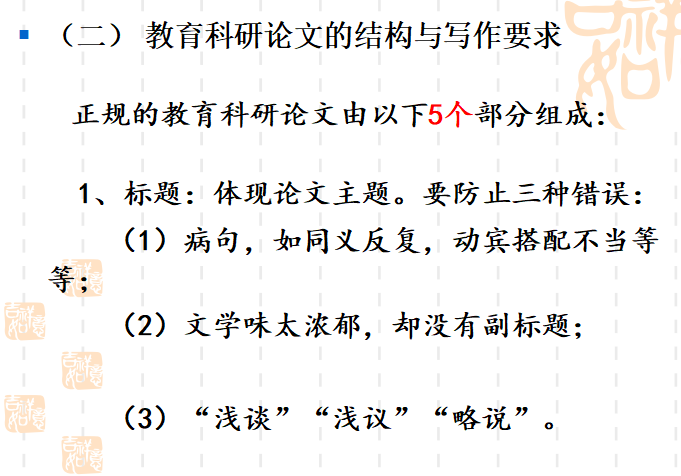 （二） 教育科研论文的结构与写作要求
正规的教育科研论文由以下5个部分组成：
1、标题：体现论文主题。要防止三种错误：
（1）病句，如同义反复，动宾搭配不当等
等；
（2）文学味太浓郁，却没有副标题；
（3）“浅谈”“浅议”“略说”。